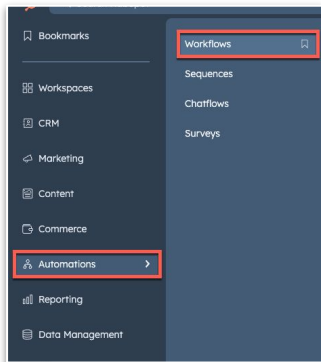 Bookmarks
Workspaces
CRM
Marketing
Content
Commerce
Automations
Reporting
Data Management
Workflows
Sequences
Chatflows
Surveys